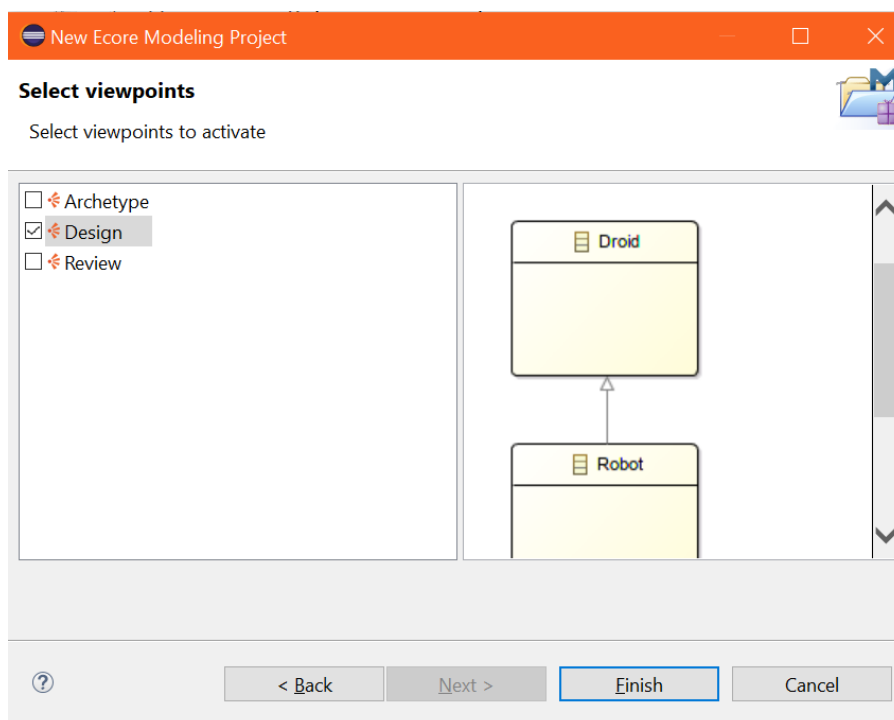 New Ecore Modeling Project
Select viewpoints
Select viewpoints to activate
Archetype
Design
Review
Droid
Robot
< Back
Next >
Finish
Cancel